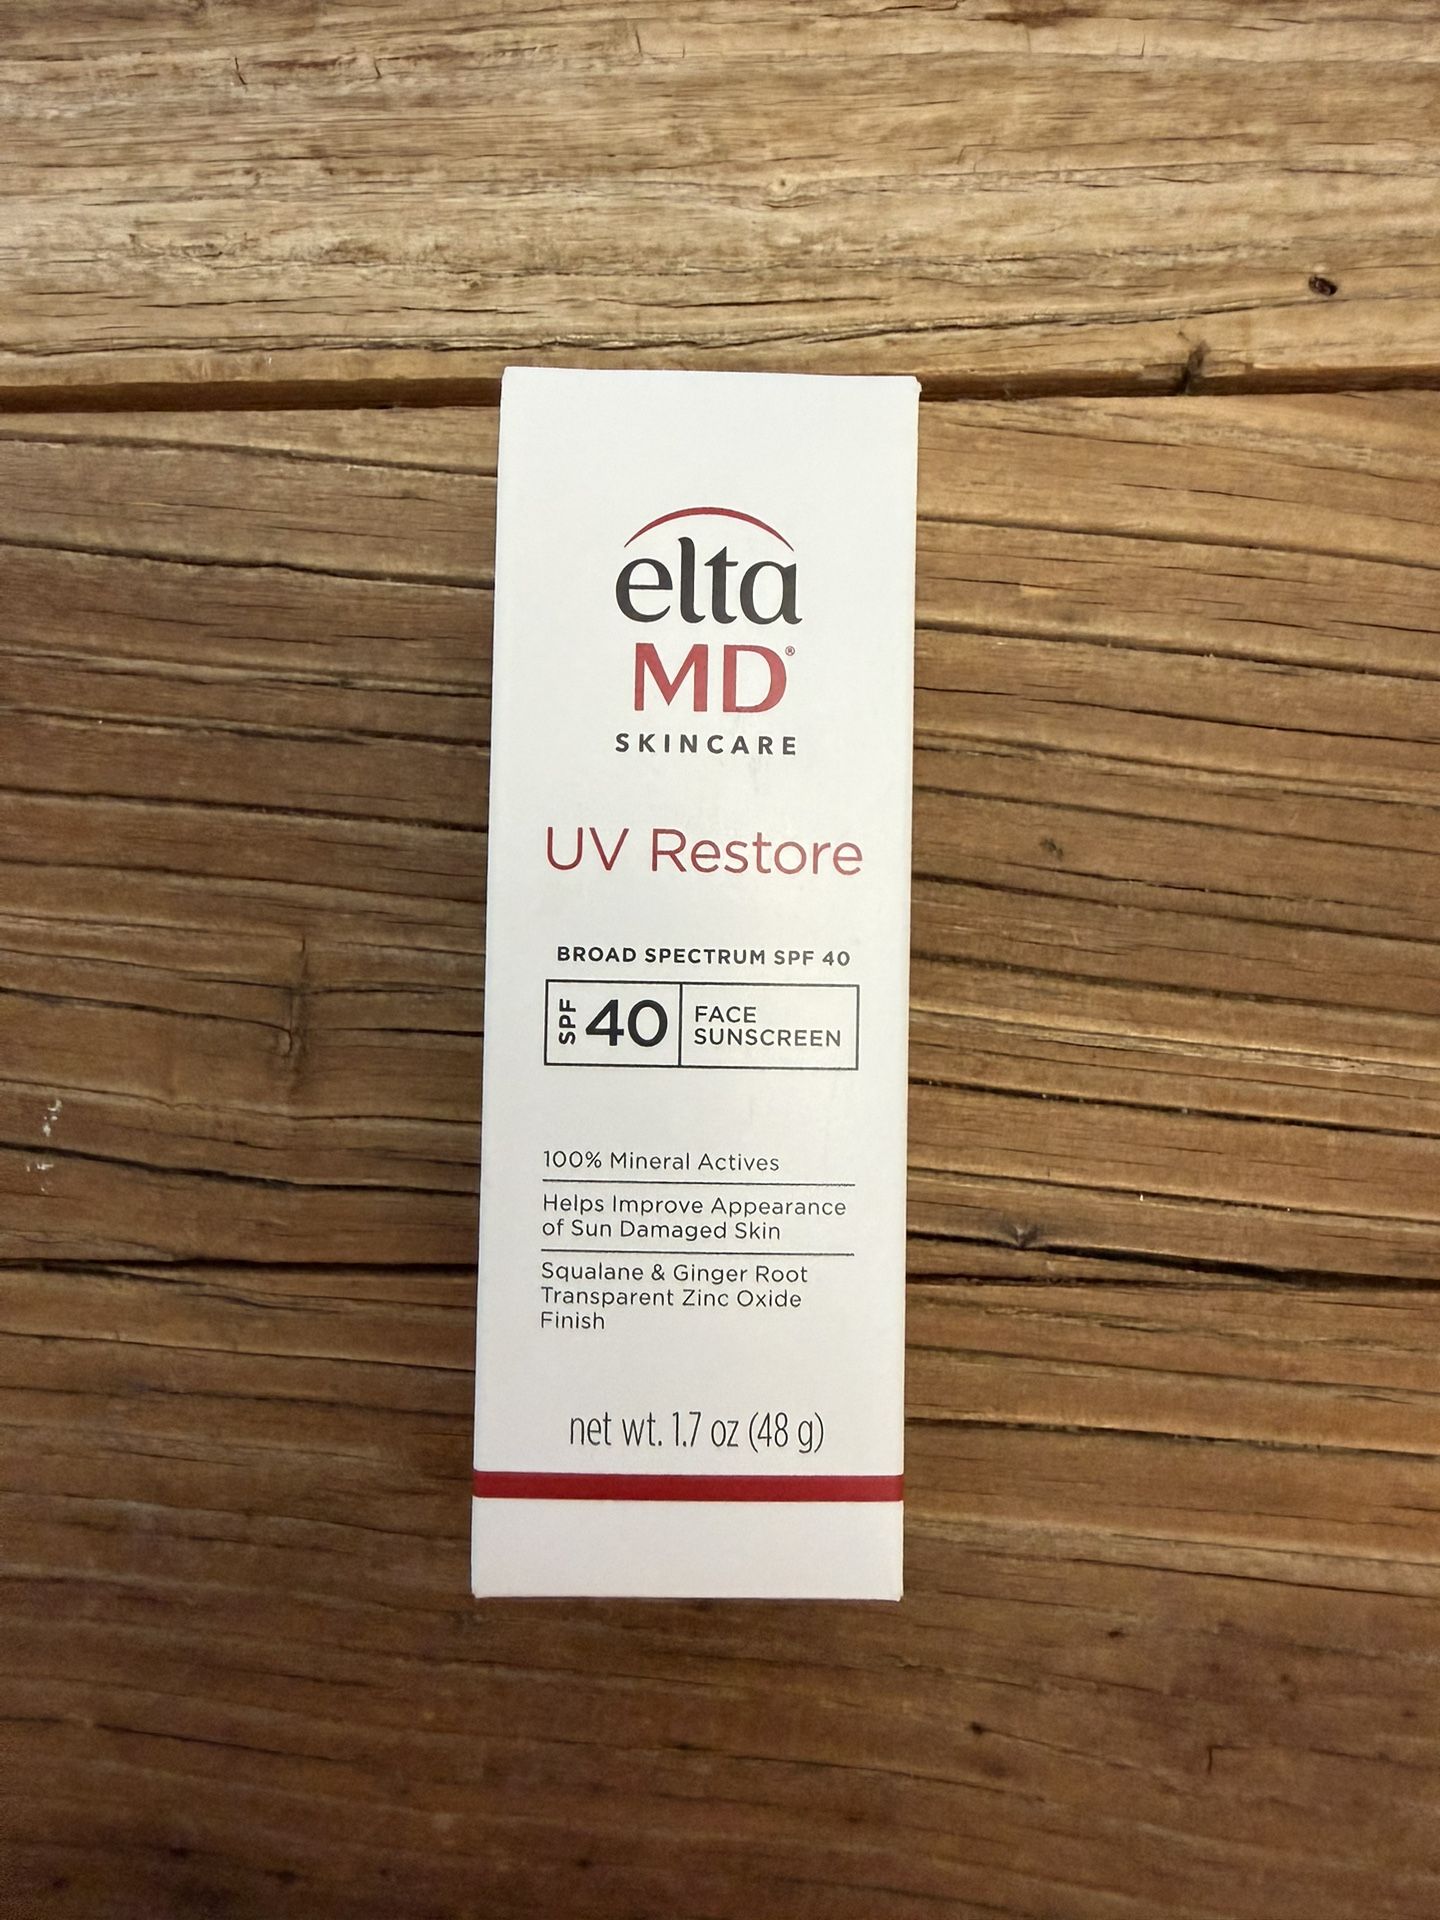 elta
MD®
SKINCARE
UV Restore
BROAD SPECTRUM SPF 40
SPF 40 FACE
SUNSCREEN
100% Mineral Actives
Helps Improve Appearance
of Sun Damaged Skin
Squalane & Ginger Root
Transparent Zinc Oxide
Finish
net wt. 1.7 oz (48 g)